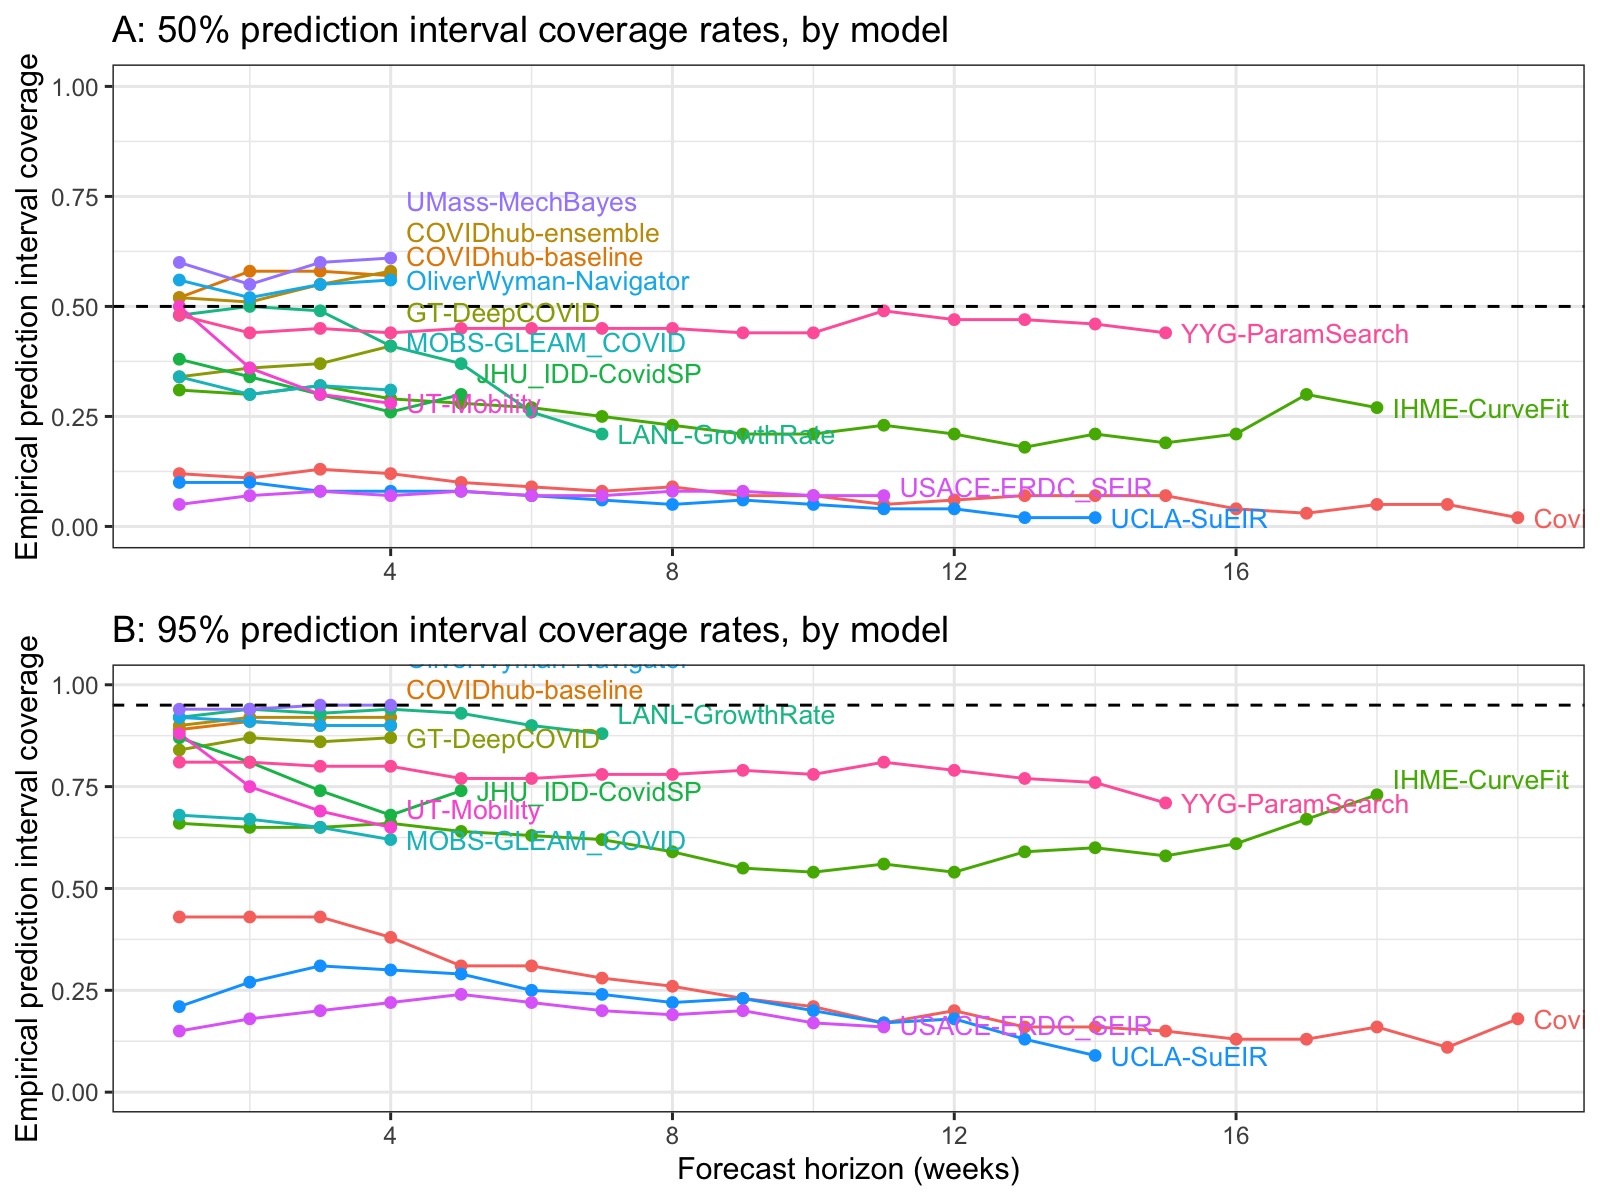 A: 50% prediction interval coverage rates, by model
Empirical prediction interval coverage
1.00
0.75
0.50
0.25
0.00
UMass-MechBayes
COVIDhub-ensemble
COVIDhub-baseline
OliverWyman-Navigator
GT-DeepCOVID
YYG-ParamSearch
MOBS-GLEAM_COVID
JHU_IDD-CovidSP
UT-Mobility
IHME-CurveFit
LANL-GrowthRate
USACE-ERDC_SEIR
UCLA-SuEIR
Covi
4 8 12 16
B: 95% prediction interval coverage rates, by model
Empirical prediction interval coverage
1.00
0.75
0.50
0.25
0.00
OliverWyman-Navigator
COVIDhub-baseline
LANL-GrowthRate
GT-DeepCOVID
IHME-CurveFit
JHU_IDD-CovidSP
YYG-ParamSearch
UT-Mobility
MOBS-GLEAM_COVID
USACE-ERDC_SEIR
Covi
UCLA-SuEIR
4 8 12 16
Forecast horizon (weeks)